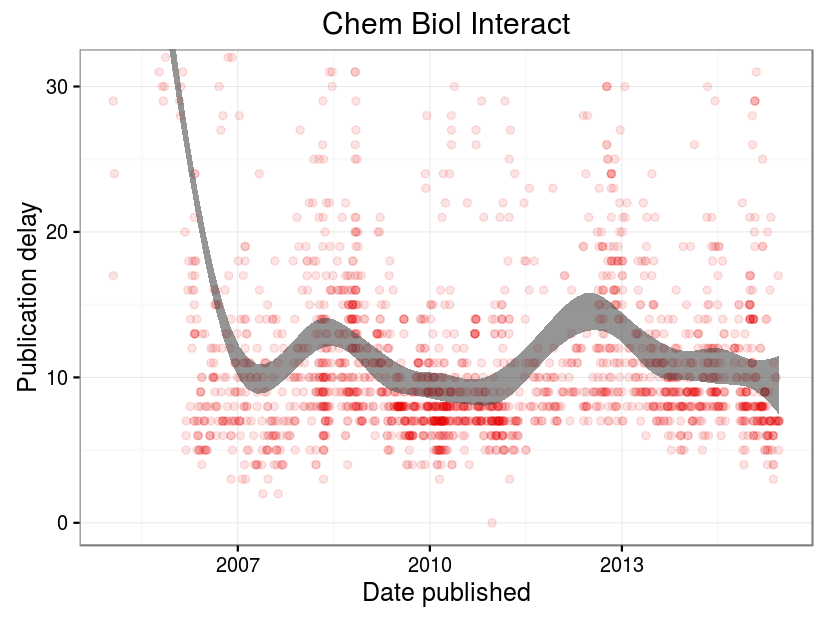 Chem Biol Interact
Publication delay
30
20
10
0
2007 2010 2013
Date published